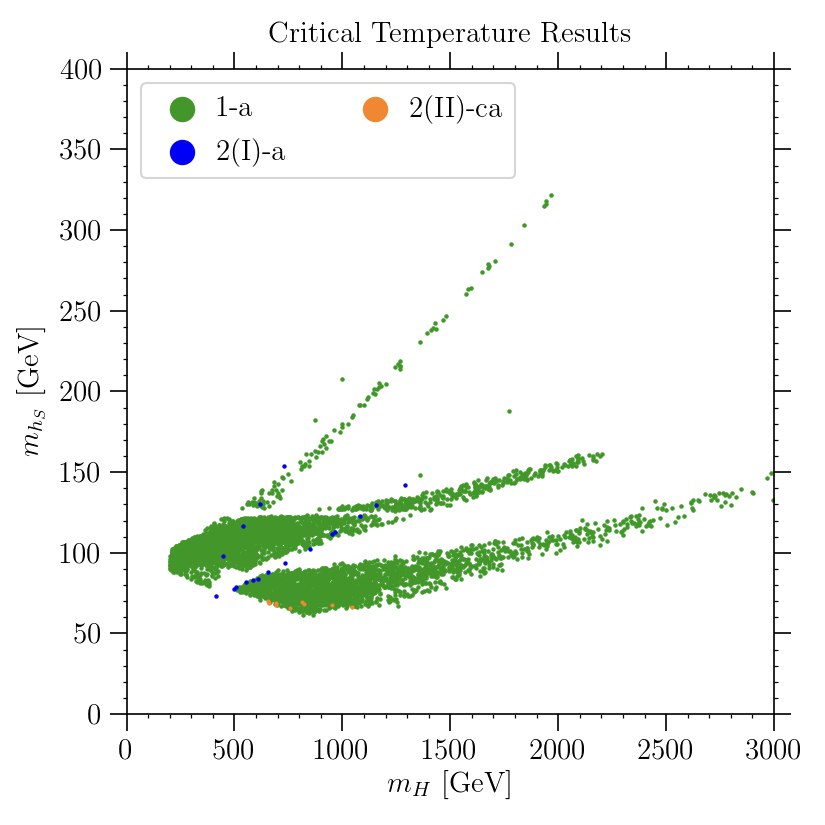 Critical Temperature Results
1-a
2(I)-a
2(II)-ca
400
350
300
250
200
150
100
50
0
m_{h_S} [GeV]
0 500 1000 1500 2000 2500 3000
m_H [GeV]